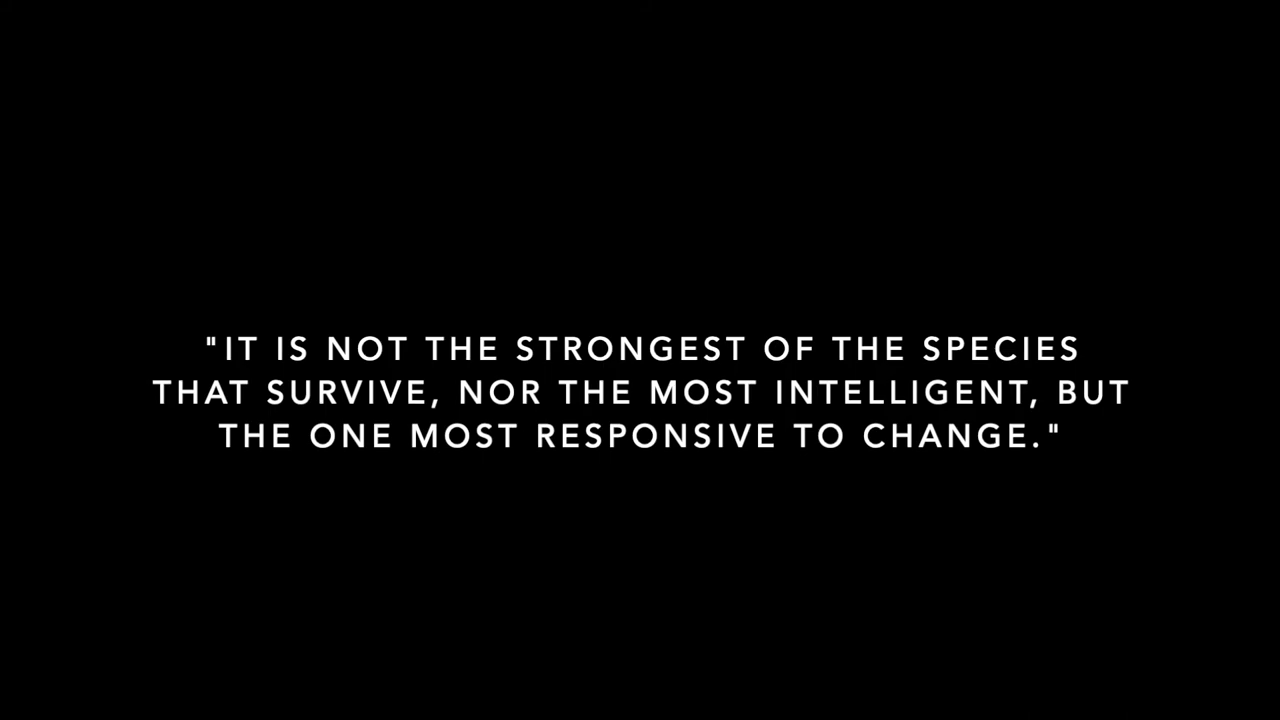 "IT IS NOT THE STRONGEST OF THE SPECIES
THAT SURVIVE, NOR THE MOST INTELLIGENT, BUT
THE ONE MOST RESPONSIVE TO CHANGE."